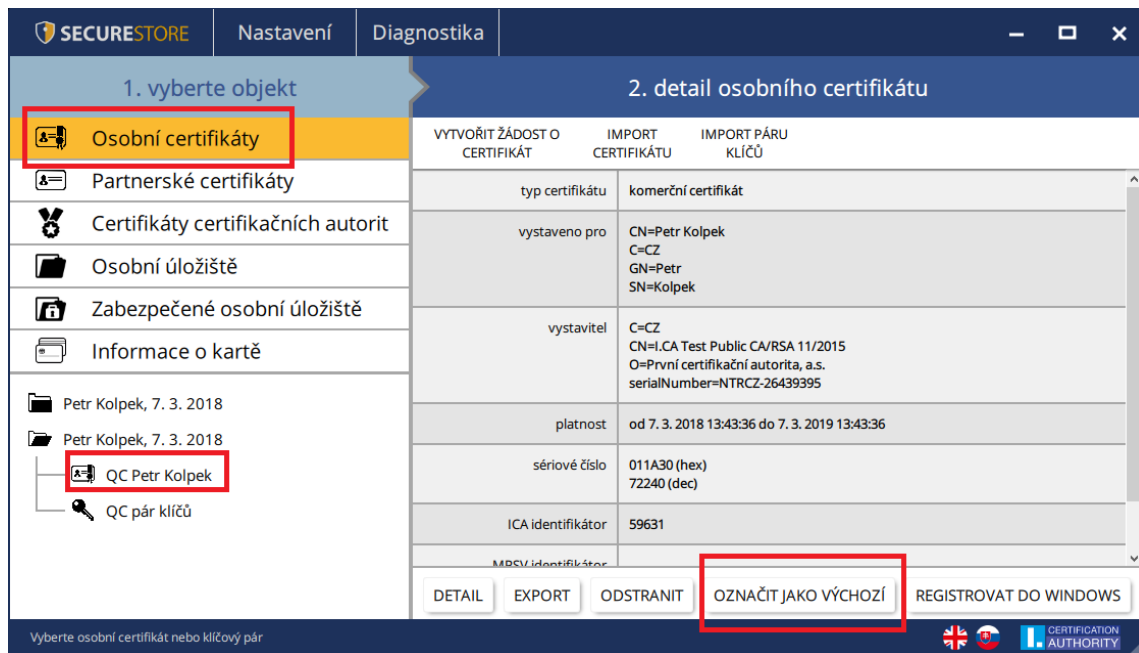 SECURESTORE
Nastavení
Diagnostika
1. vyberte objekt
2. detail osobního certifikátu
Osobní certifikáty
Partnerské certifikáty
Certifikáty certifikačních autorit
Osobní úložiště
Zabezpečené osobní úložiště
Informace o kartě
Petr Kolpek, 7. 3. 2018
Petr Kolpek, 7. 3. 2018
QC Petr Kolpek
QC pár klíčů
VYTVOŘIT ŽÁDOST O
CERTIFIKÁT
IMPORT
CERTIFIKÁTU
IMPORT PÁRU
KLÍČŮ
typ certifikátu
komerční certifikát
vystaveno pro
CN=Petr Kolpek
C=CZ
GN=Petr
SN=Kolpek
vystavitel
C=CZ
CN=I.CA Test Public CA/RSA 11/2015
O=První certifikační autorita, a.s.
serialNumber=NTRCZ-26439395
platnost
od 7. 3. 2018 13:43:36 do 7. 3. 2019 13:43:36
sériové číslo
011A30 (hex)
72240 (dec)
ICA identifikátor
59631
MPSV identifikátor
DETAIL
EXPORT
ODSTRANIT
OZNAČIT JAKO VÝCHOZÍ
REGISTROVAT DO WINDOWS
Vyberte osobní certifikát nebo klíčový pár
I.
CERTIFICATION
AUTHORITY